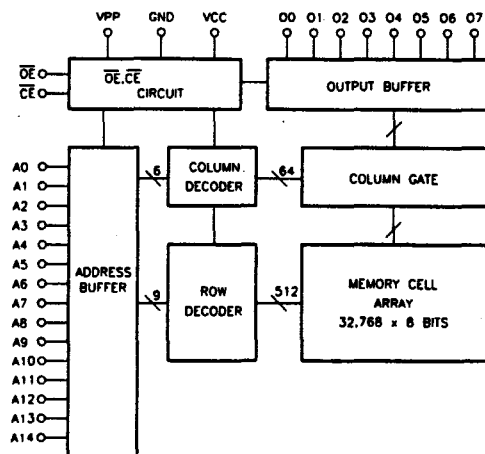 VPP GND VCC O0 O1 O2 O3 O4 O5 O6 O7
OE
CE
OE.CE
CIRCUIT
OUTPUT BUFFER
A0
A1
A2
A3
A4
A5
A6
A7
A8
A9
A10
A11
A12
A13
A14
ADDRESS
BUFFER
6
COLUMN
DECODER
64
COLUMN GATE
9
ROW
DECODER
512
MEMORY CELL
ARRAY
32,768 x 8 BITS